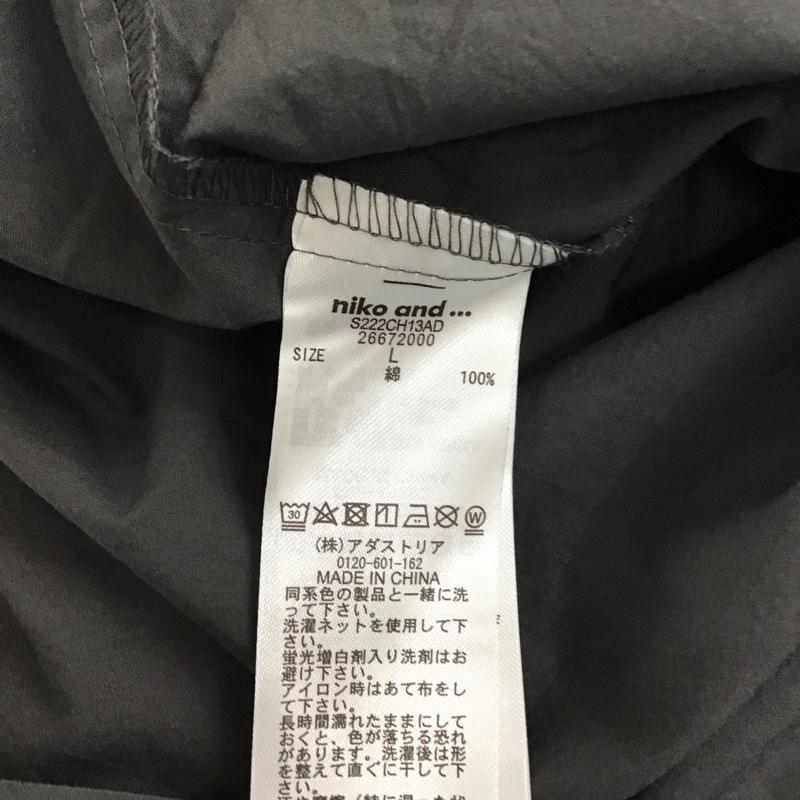 niko and...
S222CH13AD
26672000
SIZE L
綿 100%
30
W
(株)アダストリア
0120-601-162
MADE IN CHINA
同系色の製品と一緒に洗
って下さい。
洗濯ネットを使用して下
さい。
蛍光増白剤入り洗剤はお
避け下さい。
アイロン時はあて布をし
て下さい。
長時間濡れたままにして
おくと、色が落ちる恐れ
があります。洗濯後は形
を整えて直ぐに干して下
さい。